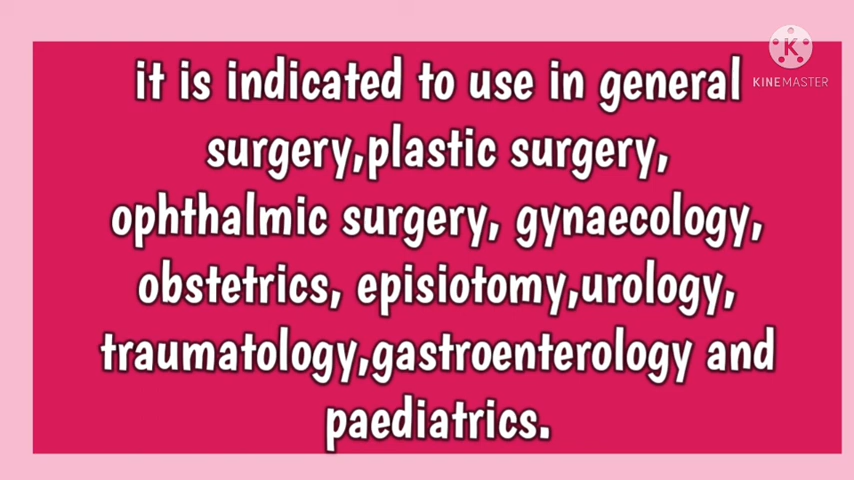 it is indicated to use in general
surgery,plastic surgery,
ophthalmic surgery, gynaecology,
obstetrics, episiotomy,urology,
traumatology,gastroenterology and
paediatrics.
K
KINEMASTER